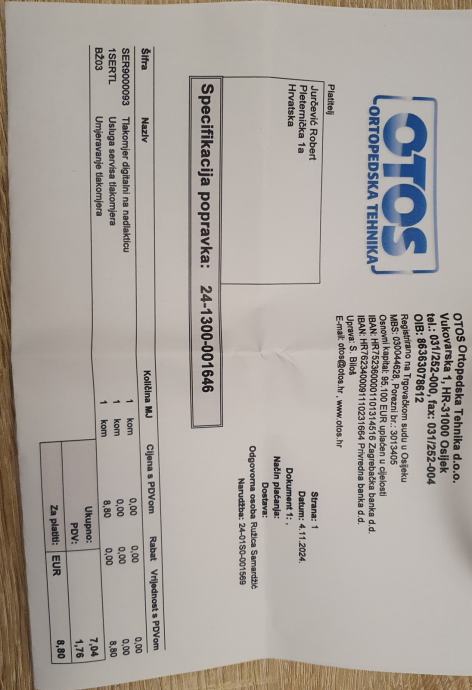 OTOS
ORTOPEDSKA TEHNIKA
OTOS Ortopedska Tehnika d.o.o.
Vukovarska 1, HR-31000 Osijek
tel.: 031/252-000, fax: 031/252-004
OIB: 86363078612
Registrirano na Trgovačkom sudu u Osijeku
MBS: 030044628, Porezni br.: 3013405
Osnovni kapital: 95.100 EUR uplaćen u cijelosti
IBAN: HR7523600001101314516 Zagrebačka banka d.d.
IBAN: HR7623400091110231664 Privredna banka d.d.
Uprava: S. Biloš
E-mail: otos@otos.hr , www.otos.hr
Platitelj
Jurčević Robert
Pleternička 1a
Hrvatska
Strana: 1
Datum: 4.11.2024.
Dokument 1: ,
Način plaćanja:
Dostava:
Odgovorna osoba: Ružica Samardžić
Narudžba: 24-01S0-001569
Specifikacija popravka: 24-1300-001646
Šifra Naziv Količina MJ Cijena s PDVom Rabat Vrijednost s PDVom
SER9000093 Tlakomjer digitalni na nadlakticu 1 kom 0,00 0,00 0,00
1SERTL Usluga servisa tlakomjera 1 kom 0,00 0,00 0,00
BŽ03 Umjeravanje tlakomjera 1 kom 8,80 0,00 8,80
Ukupno: 7,04
PDV: 1,76
Za platiti: EUR 8,80